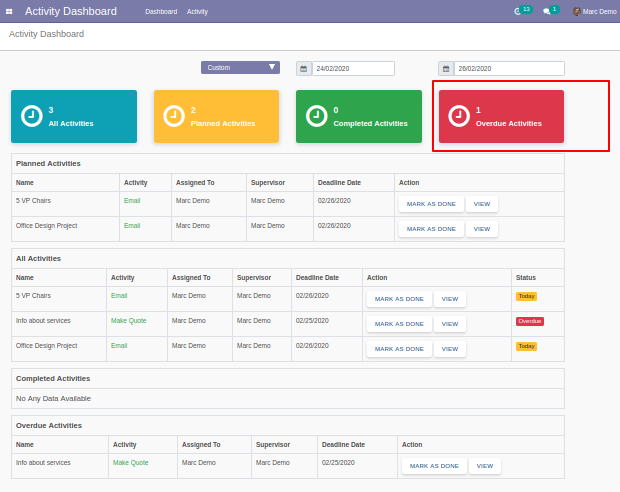 Activity Dashboard Dashboard Activity 13 1 Marc Demo
Activity Dashboard
Custom 24/02/2020 26/02/2020
3 All Activities
2 Planned Activities
0 Completed Activities
1 Overdue Activities
Planned Activities
Name Activity Assigned To Supervisor Deadline Date Action
5 VP Chairs Email Marc Demo Marc Demo 02/26/2020 MARK AS DONE VIEW
Office Design Project Email Marc Demo Marc Demo 02/26/2020 MARK AS DONE VIEW
All Activities
Name Activity Assigned To Supervisor Deadline Date Action Status
5 VP Chairs Email Marc Demo Marc Demo 02/26/2020 MARK AS DONE VIEW Today
Info about services Make Quote Marc Demo Marc Demo 02/25/2020 MARK AS DONE VIEW Overdue
Office Design Project Email Marc Demo Marc Demo 02/26/2020 MARK AS DONE VIEW Today
Completed Activities
No Any Data Available
Overdue Activities
Name Activity Assigned To Supervisor Deadline Date Action
Info about services Make Quote Marc Demo Marc Demo 02/25/2020 MARK AS DONE VIEW